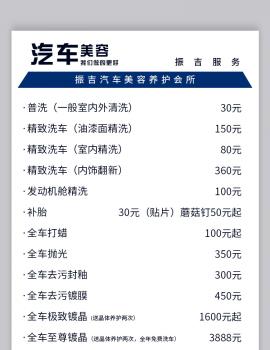 汽车美容
我们做的更好
振吉服务
振吉汽车美容养护会所
·普洗（一般室内外清洗） 30元
·精致洗车（油漆面精洗） 150元
·精致洗车（室内精洗） 80元
·精致洗车（内饰翻新） 360元
·发动机舱精洗 100元
·补胎 30元（贴片）蘑菇钉50元起
·全车打蜡 100元起
·全车抛光 350元
·全车去污封釉 300元
·全车去污镀膜 450元
·全车极致镀晶（送晶体养护两次） 1600元起
·全车至尊镀晶（送晶体养护两次，全年免费洗车） 3888元